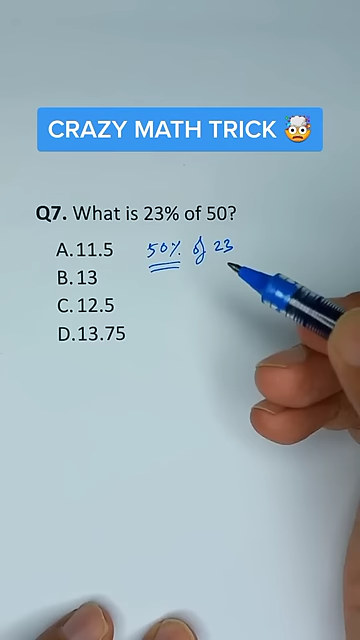 CRAZY MATH TRICK 🤯
Q7. What is 23% of 50?
A. 11.5 50% of 23
B. 13
C. 12.5
D. 13.75